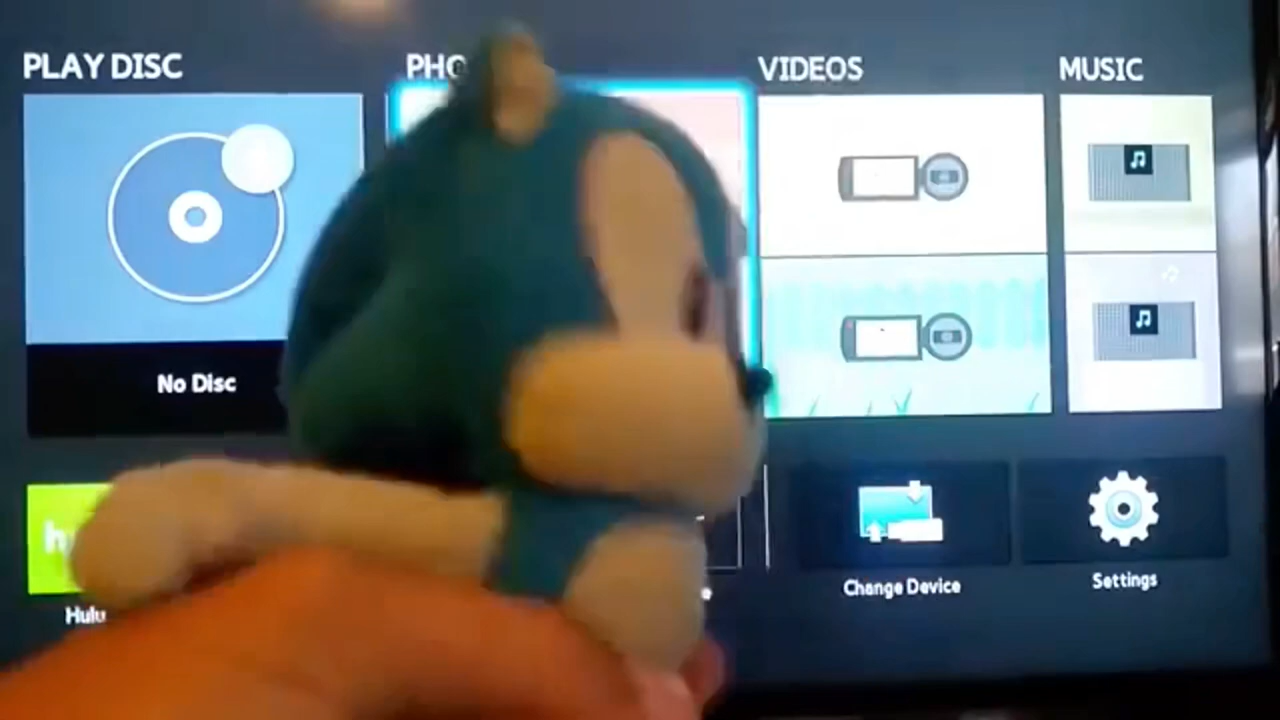 PLAY DISC
PHO
VIDEOS
MUSIC
No Disc
h
Hulu
Change Device
Settings